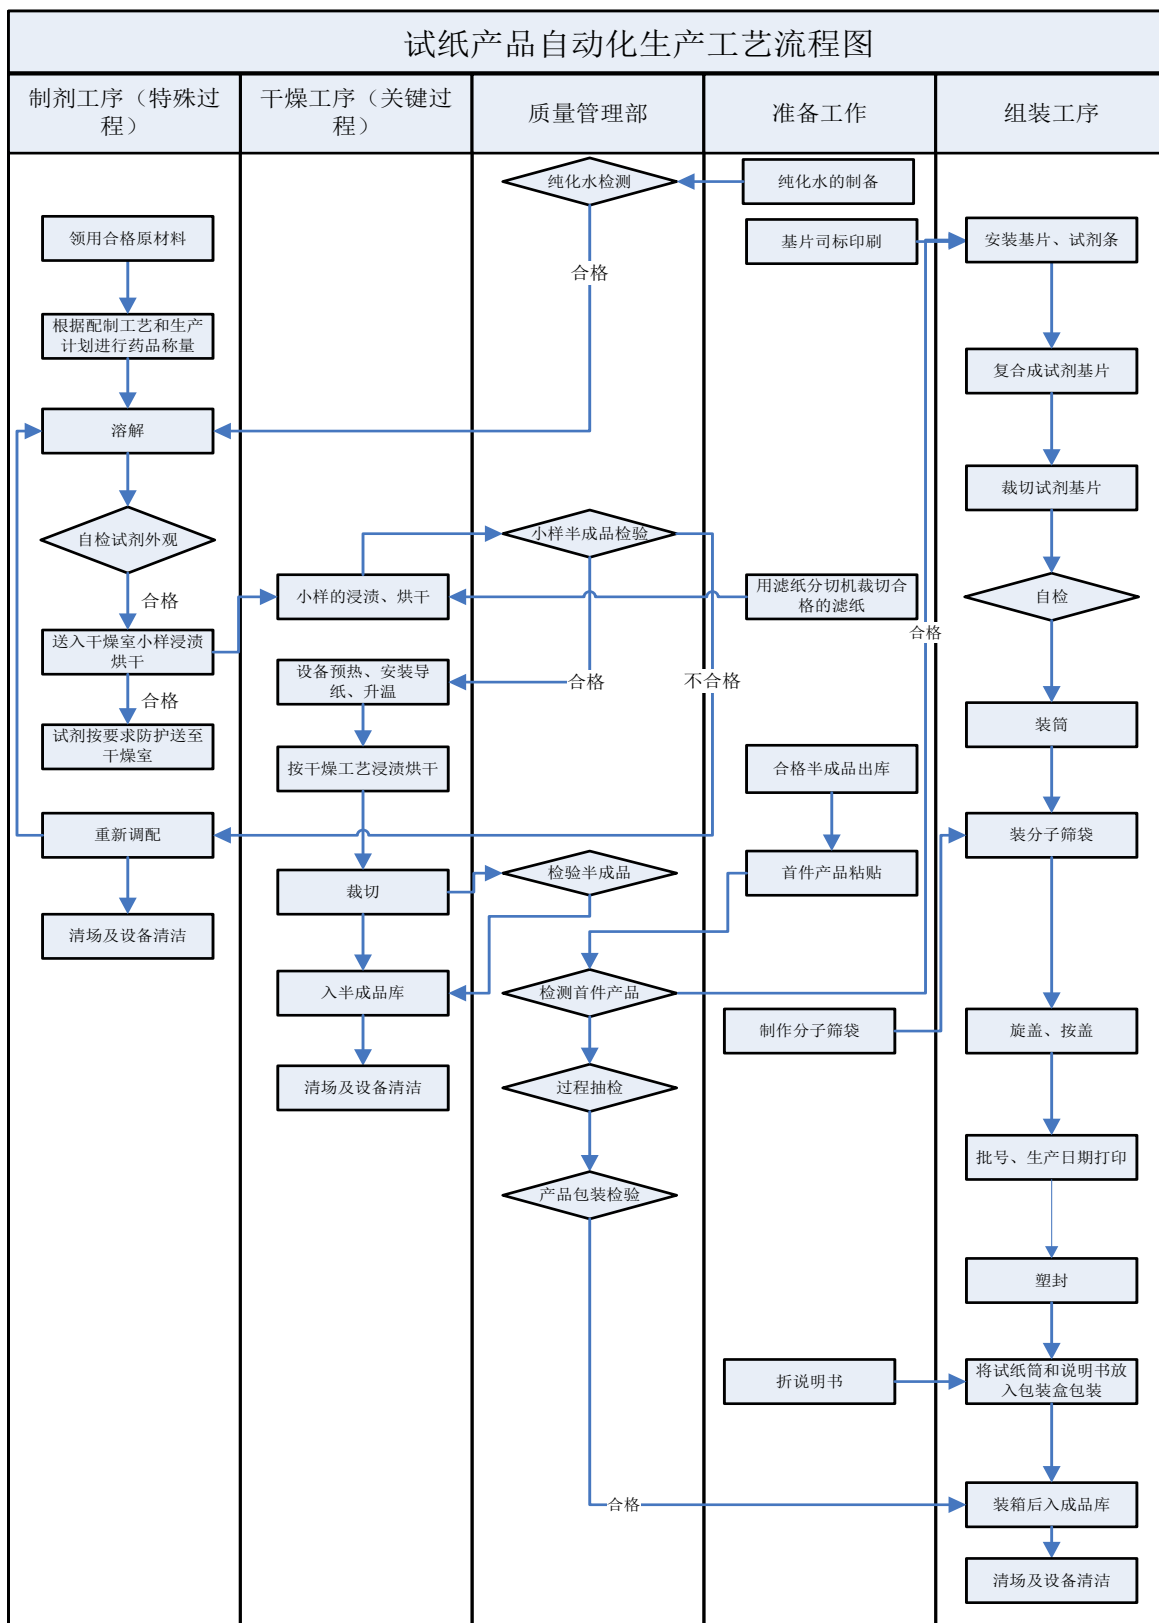 试纸产品自动化生产工艺流程图
制剂工序（特殊过
程）
干燥工序（关键过
程）
质量管理部
准备工作
组装工序
纯化水检测
纯化水的制备
领用合格原材料
基片司标印刷
安装基片、试剂条
合格
根据配制工艺和生产
计划进行药品称量
复合成试剂基片
溶解
裁切试剂基片
自检试剂外观
小样半成品检验
合格
小样的浸渍、烘干
用滤纸分切机裁切合
格的滤纸
自检
合格
送入干燥室小样浸渍
烘干
设备预热、安装导
纸、升温
合格
不合格
合格
试剂按要求防护送至
干燥室
装筒
按干燥工艺浸渍烘干
合格半成品出库
重新调配
装分子筛袋
裁切
检验半成品
首件产品粘贴
清场及设备清洁
入半成品库
检测首件产品
制作分子筛袋
旋盖、按盖
清场及设备清洁
过程抽检
批号、生产日期打印
产品包装检验
塑封
折说明书
将试纸筒和说明书放
入包装盒包装
合格
装箱后入成品库
清场及设备清洁